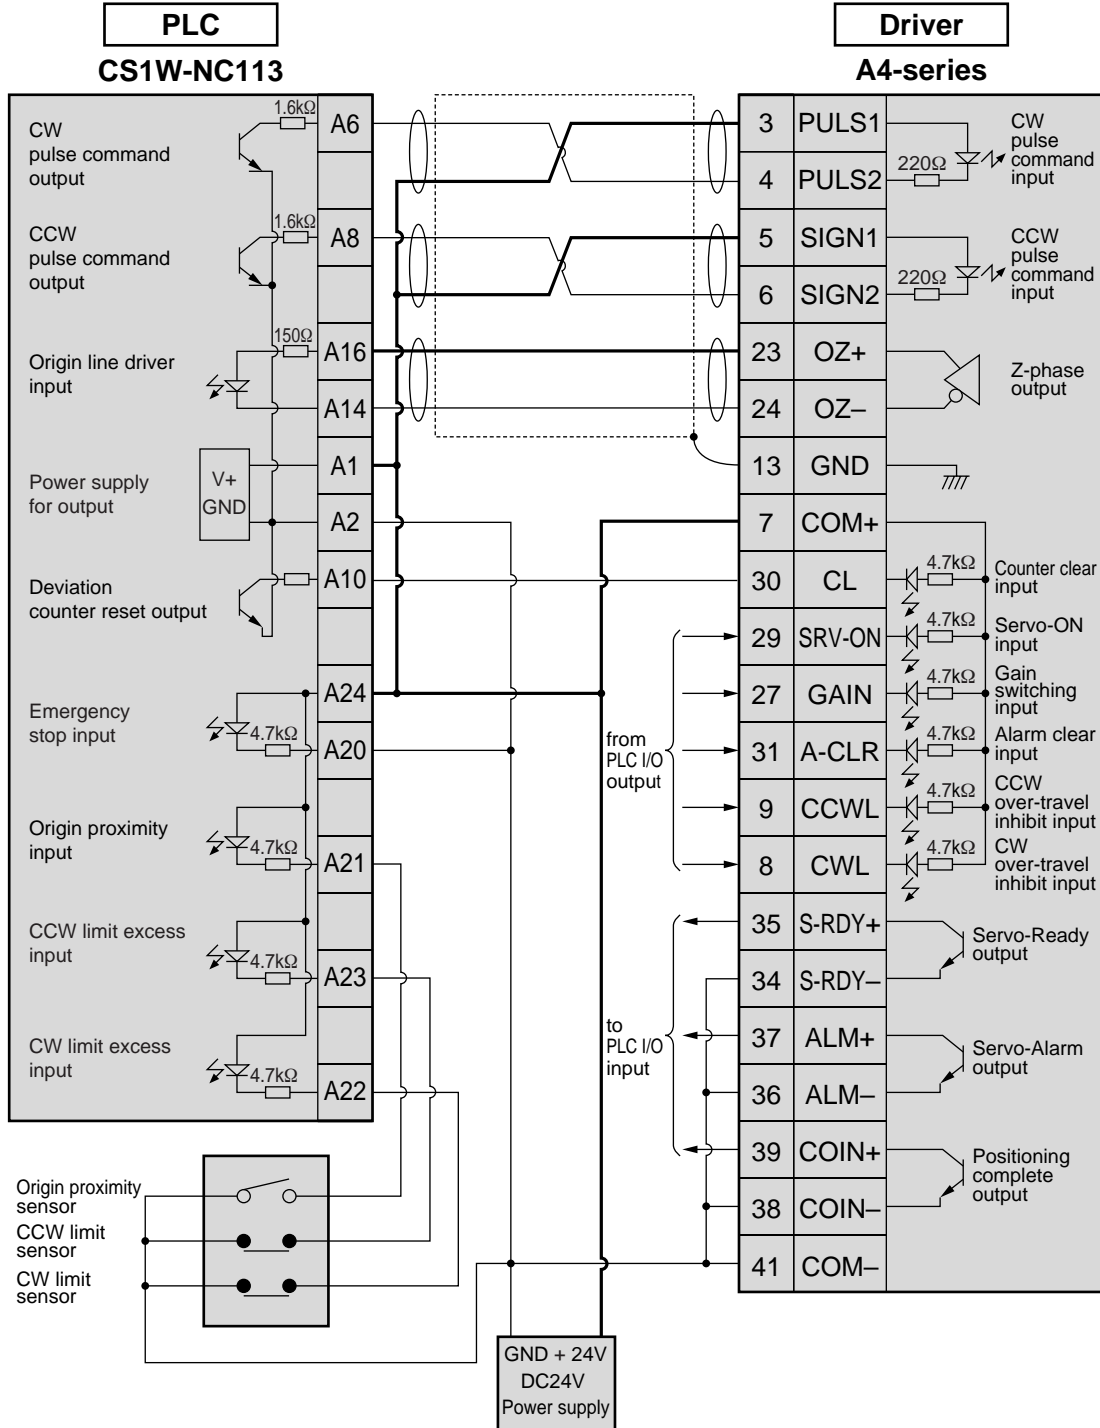 PLC
Driver
CS1W-NC113
A4-series
CW
pulse command
output
1.6kΩ
A6
3
PULS1
4
PULS2
220Ω
CW
pulse
command
input
CCW
pulse command
output
1.6kΩ
A8
5
SIGN1
6
SIGN2
220Ω
CCW
pulse
command
input
Origin line driver
input
150Ω
A16
A14
23
OZ+
24
OZ–
Z-phase
output
Power supply
for output
V+
GND
A1
A2
13
GND
7
COM+
Deviation
counter reset output
A10
30
CL
4.7kΩ
Counter clear
input
29
SRV-ON
4.7kΩ
Servo-ON
input
Emergency
stop input
4.7kΩ
A24
A20
27
GAIN
4.7kΩ
Gain
switching
input
from
PLC I/O
output
31
A-CLR
4.7kΩ
Alarm clear
input
Origin proximity
input
4.7kΩ
A21
9
CCWL
4.7kΩ
CCW
over-travel
inhibit input
8
CWL
4.7kΩ
CW
over-travel
inhibit input
CCW limit excess
input
4.7kΩ
A23
35
S-RDY+
34
S-RDY–
Servo-Ready
output
CW limit excess
input
4.7kΩ
A22
to
PLC I/O
input
37
ALM+
36
ALM–
Servo-Alarm
output
39
COIN+
38
COIN–
Positioning
complete
output
41
COM–
Origin proximity
sensor
CCW limit
sensor
CW limit
sensor
GND + 24V
DC24V
Power supply